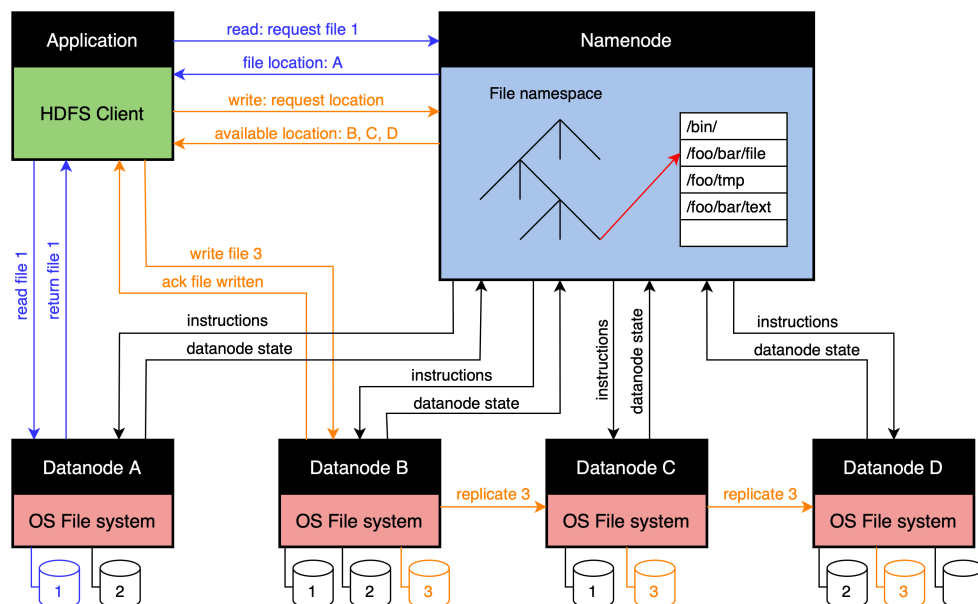 Application
read: request file 1
Namenode
file location: A
HDFS Client
write: request location
available location: B, C, D
File namespace
/bin/
/foo/bar/file
/foo/tmp
/foo/bar/text
read file 1
return file 1
write file 3
ack file written
instructions
datanode state
instructions
datanode state
instructions
datanode state
instructions
datanode state
Datanode A
OS File system
Datanode B
OS File system
replicate 3
Datanode C
OS File system
replicate 3
Datanode D
OS File system
1
2
1
2
3
1
3
2
3